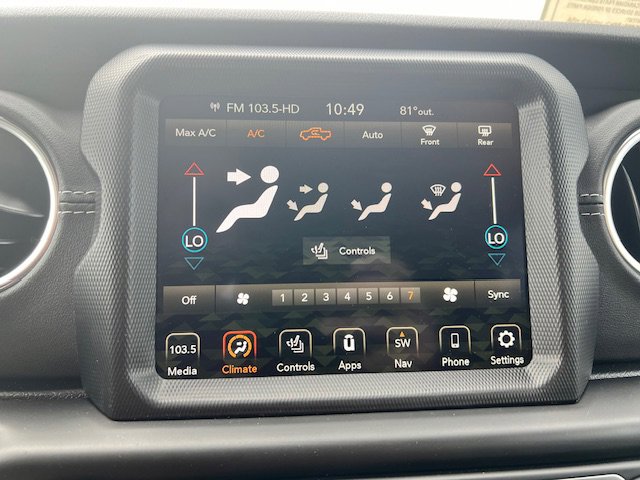 FM 103.5-HD 10:49 81° out.
Max A/C A/C Auto Front Rear
LO LO
Controls
Off 1 2 3 4 5 6 7 Sync
103.5 SW
Media Climate Controls Apps Nav Phone Settings